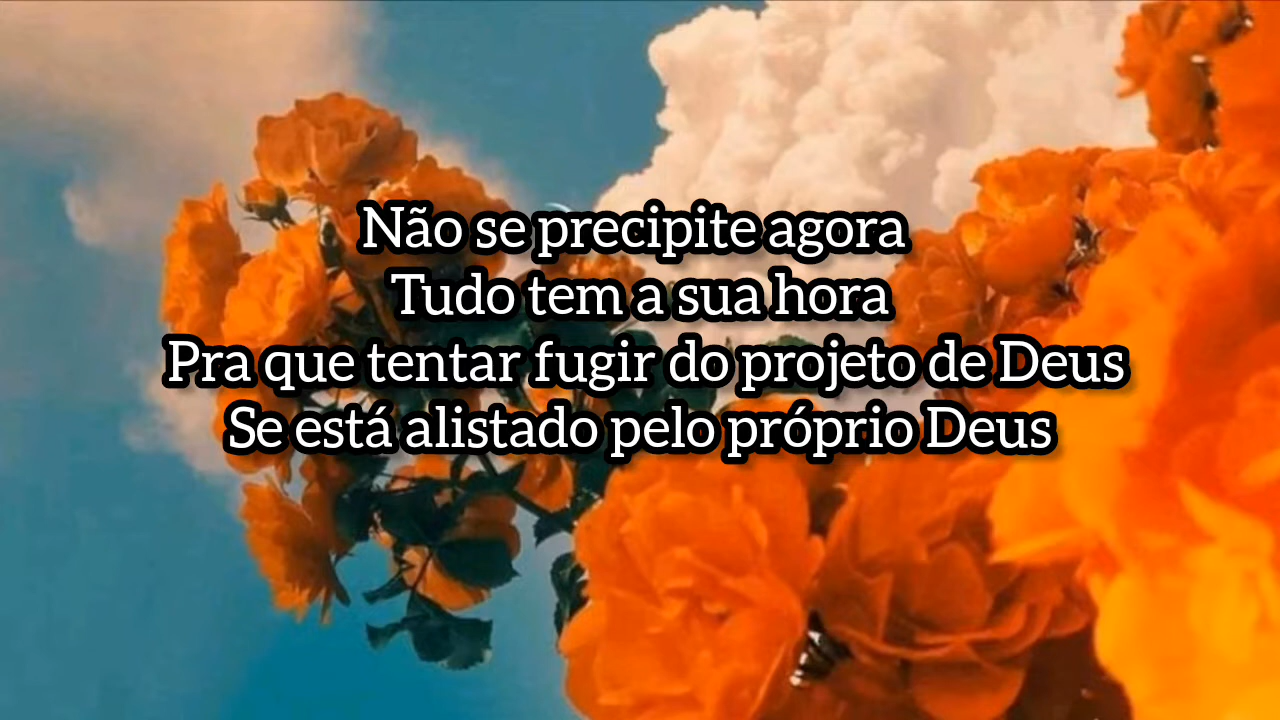 Não se precipite agora
Tudo tem a sua hora
Pra que tentar fugir do projeto de Deus
Se está alistado pelo próprio Deus